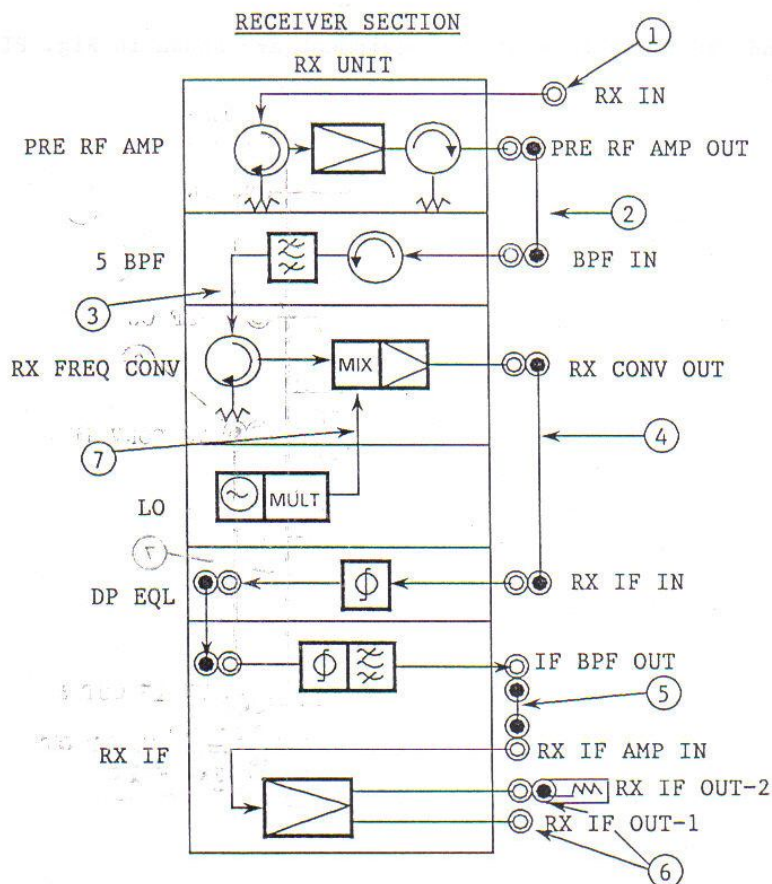 RECEIVER SECTION
RX UNIT
1
RX IN
PRE RF AMP
PRE RF AMP OUT
2
5 BPF
BPF IN
3
RX FREQ CONV
MIX
RX CONV OUT
4
7
LO
MULT
DP EQL
RX IF IN
IF BPF OUT
5
RX IF
RX IF AMP IN
RX IF OUT-2
RX IF OUT-1
6